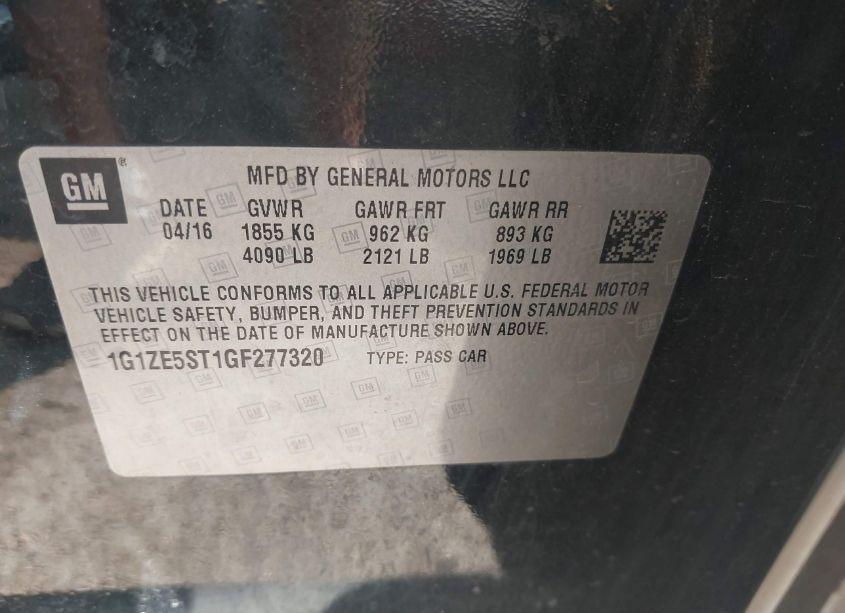 GM ®
MFD BY GENERAL MOTORS LLC
DATE GVWR GAWR FRT GAWR RR
04/16 1855 KG 962 KG 893 KG
4090 LB 2121 LB 1969 LB
THIS VEHICLE CONFORMS TO ALL APPLICABLE U.S. FEDERAL MOTOR
VEHICLE SAFETY, BUMPER, AND THEFT PREVENTION STANDARDS IN
EFFECT ON THE DATE OF MANUFACTURE SHOWN ABOVE.
1G1ZE5ST1GF277320 TYPE: PASS CAR